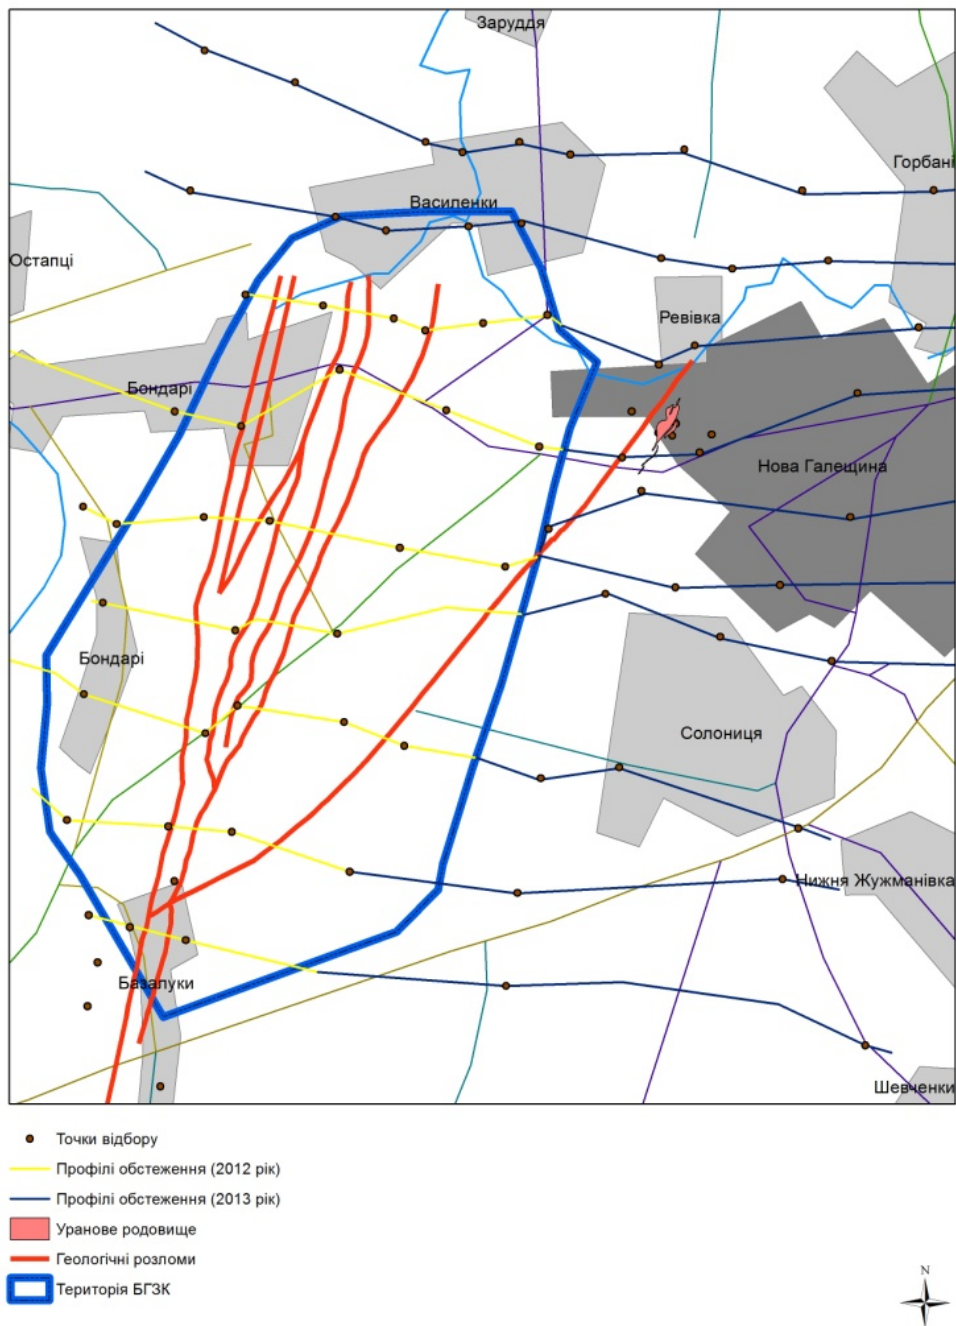 Заруддя
Горбані
Василенки
Остапці
Ревівка
Бондарі
Нова Галещина
Бондарі
Солониця
Нижня Жужманівка
Базалуки
Шевченки
Точки відбору
Профілі обстеження (2012 рік)
Профілі обстеження (2013 рік)
Уранове родовище
Геологічні розломи
Територія БГЗК
N